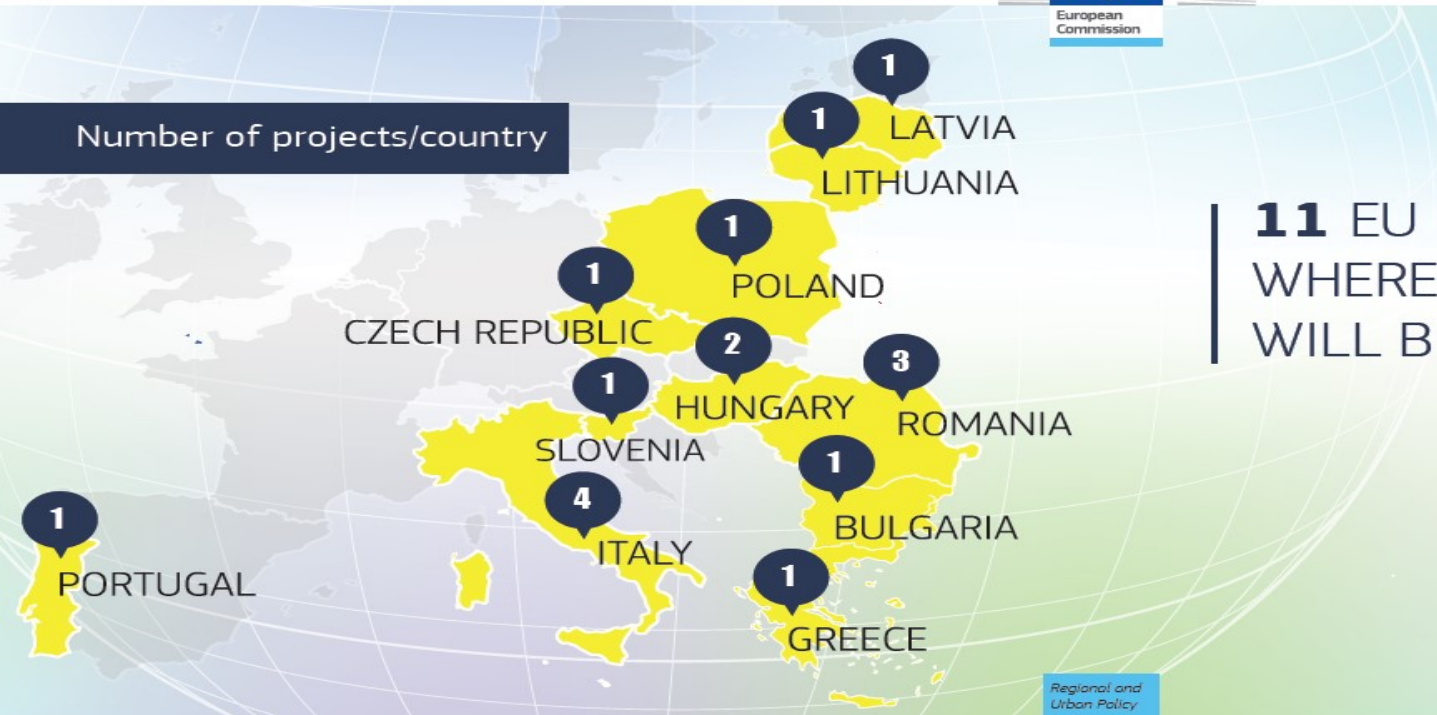 European
Commission
Number of projects/country
1
LATVIA
1
LITHUANIA
1
POLAND
1
CZECH REPUBLIC
2
HUNGARY
3
ROMANIA
1
SLOVENIA
1
BULGARIA
4
ITALY
1
PORTUGAL
1
GREECE
11 EU
WHERE
WILL B
Regional and
Urban Policy